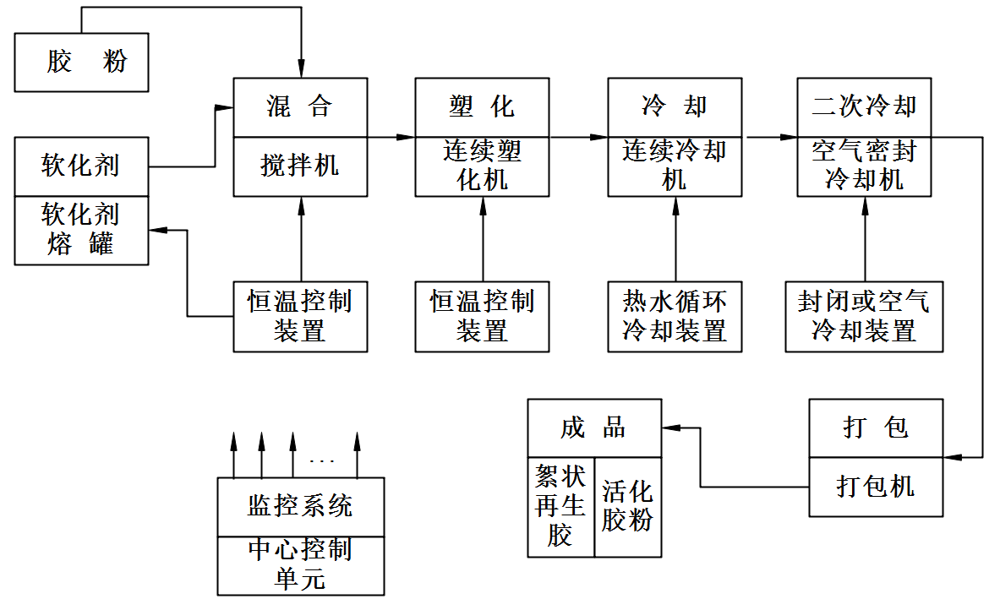 胶 粉
混 合
搅拌机
塑 化
连续塑
化机
冷 却
连续冷却
机
二次冷却
空气密封
冷却机
软化剂
软化剂
熔 罐
恒温控制
装置
恒温控制
装置
热水循环
冷却装置
封闭或空气
冷却装置
成 品
絮状
再生
胶
活化
胶粉
打 包
打包机
...
监控系统
中心控制
单元